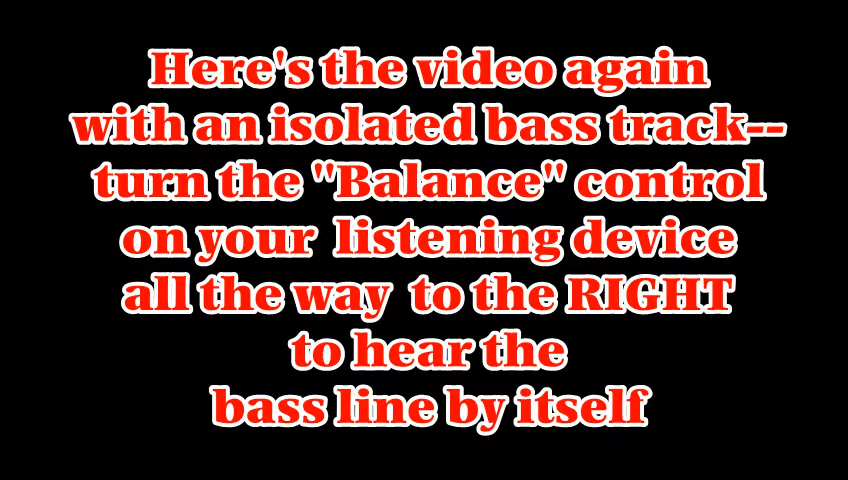 Here's the video again
with an isolated bass track--
turn the "Balance" control
on your listening device
all the way to the RIGHT
to hear the
bass line by itself